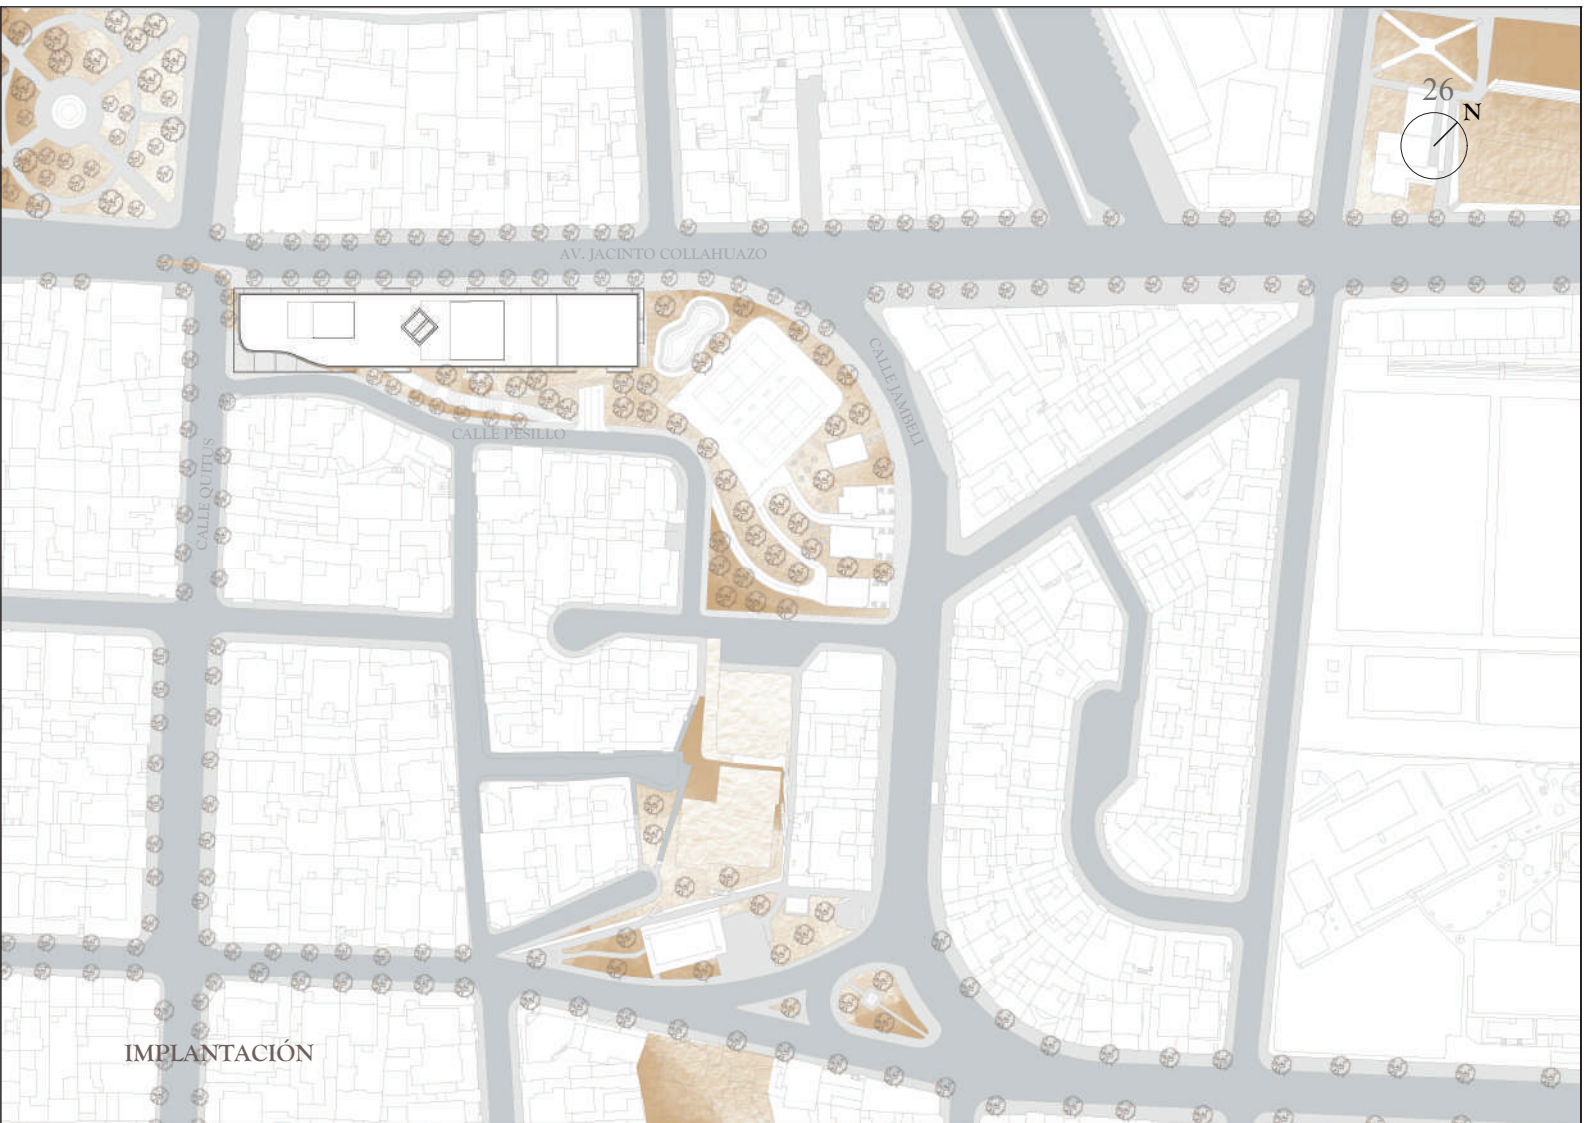 26
N
AV. JACINTO COLLAHUAZO
CALLE JAMBELI
CALLE PESILLO
CALLE QUITUS
IMPLANTACIÓN